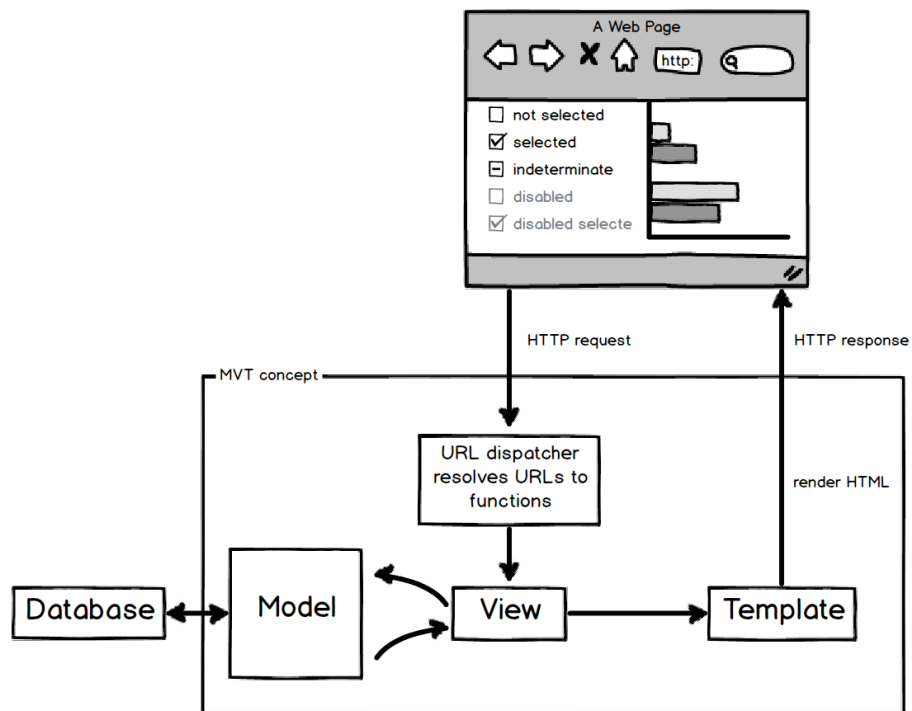 A Web Page
http:
not selected
selected
indeterminate
disabled
disabled selecte
HTTP request
HTTP response
MVT concept
URL dispatcher
resolves URLs to
functions
render HTML
Database
Model
View
Template